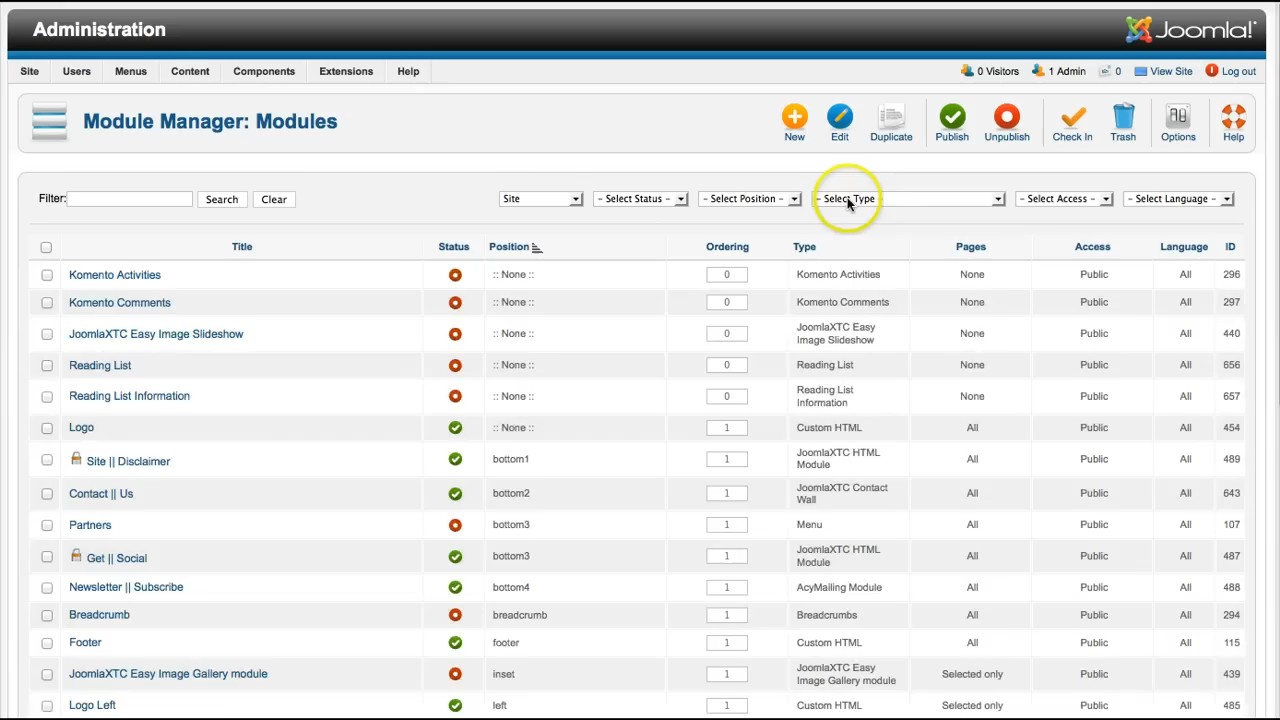 Administration
Joomla!
Site Users Menus Content Components Extensions Help
0 Visitors 1 Admin 0 View Site Log out
Module Manager: Modules
New Edit Duplicate Publish Unpublish Check In Trash Options Help
Filter: Search Clear
Site - Select Status - - Select Position - - Select Type - Select Access - - Select Language -
Title Status Position Ordering Type Pages Access Language ID
Komento Activities :: None :: 0 Komento Activities None Public All 296
Komento Comments :: None :: 0 Komento Comments None Public All 297
JoomlaXTC Easy Image Slideshow :: None :: 0 JoomlaXTC Easy None Public All 440
Image Slideshow
Reading List :: None :: 0 Reading List None Public All 656
Reading List Information :: None :: 0 Reading List None Public All 657
Information
Logo :: None :: 1 Custom HTML All Public All 454
Site || Disclaimer bottom1 1 JoomlaXTC HTML All Public All 489
Module
Contact || Us bottom2 1 JoomlaXTC Contact All Public All 643
Wall
Partners bottom3 1 Menu All Public All 107
Get || Social bottom3 1 JoomlaXTC HTML All Public All 487
Module
Newsletter || Subscribe bottom4 1 AcyMailing Module All Public All 488
Breadcrumb breadcrumb 1 Breadcrumbs All Public All 294
Footer footer 1 Custom HTML All Public All 115
JoomlaXTC Easy Image Gallery module inset 1 JoomlaXTC Easy Selected only Public All 439
Image Gallery module
Logo Left left 1 Custom HTML Selected only Public All 485